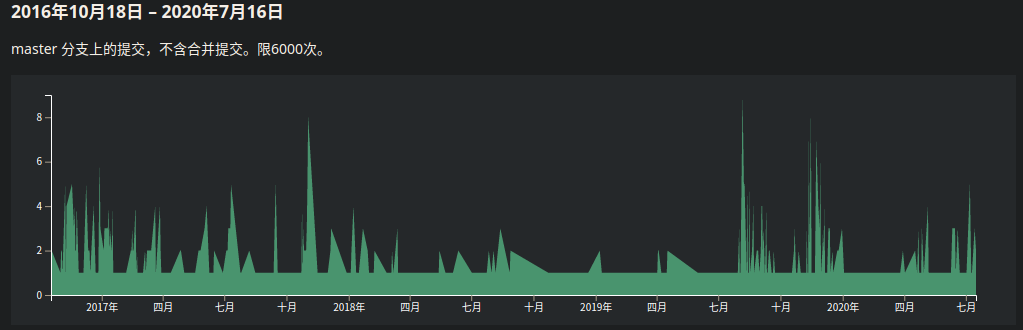 2016年10月18日 – 2020年7月16日
master 分支上的提交，不含合并提交。限6000次。
8
6
4
2
0
2017年 四月 七月 十月 2018年 四月 七月 十月 2019年 四月 七月 十月 2020年 四月 七月